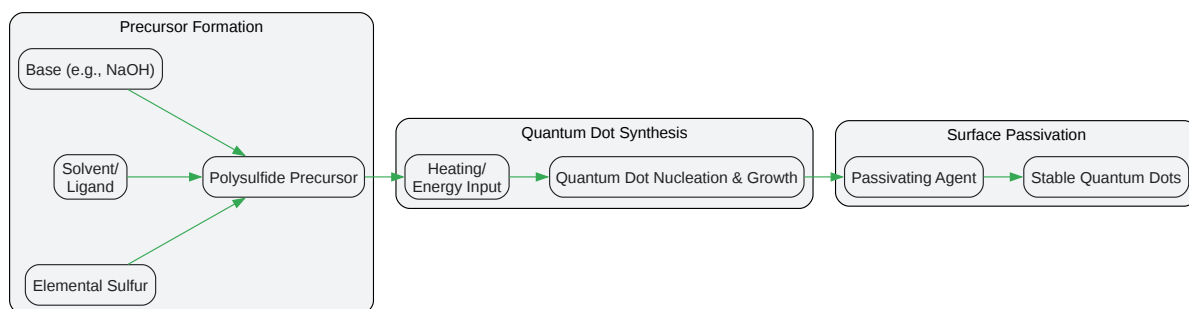 Precursor Formation
Base (e.g., NaOH)
Solvent/
Ligand
Polysulfide Precursor
Elemental Sulfur
Quantum Dot Synthesis
Heating/
Energy Input
Quantum Dot Nucleation & Growth
Surface Passivation
Passivating Agent
Stable Quantum Dots